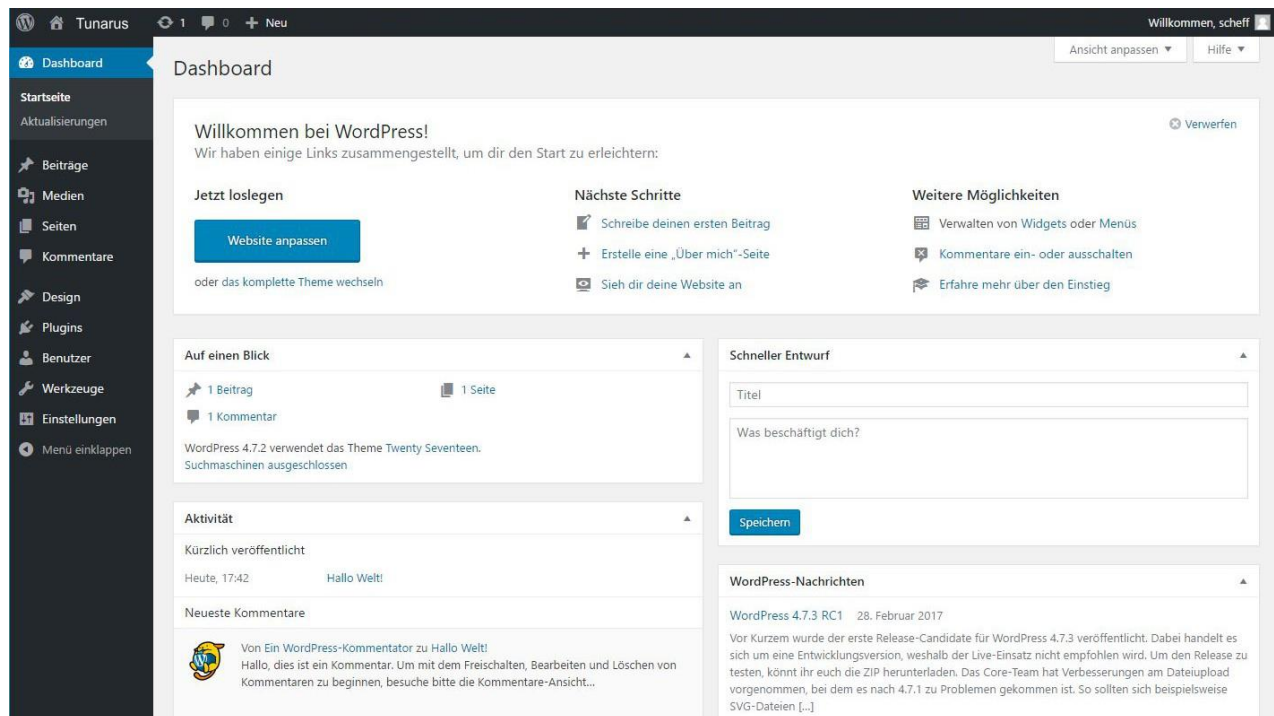 Tunarus 1 0 Neu
Willkommen, scheff
Dashboard
Startseite
Aktualisierungen
Beiträge
Medien
Seiten
Kommentare
Design
Plugins
Benutzer
Werkzeuge
Einstellungen
Menü einklappen
Ansicht anpassen
Hilfe
Dashboard
Willkommen bei WordPress!
Verwerfen
Wir haben einige Links zusammengestellt, um dir den Start zu erleichtern:
Jetzt loslegen
Website anpassen
oder das komplette Theme wechseln
Nächste Schritte
Schreibe deinen ersten Beitrag
Erstelle eine „Über mich“-Seite
Sieh dir deine Website an
Weitere Möglichkeiten
Verwalten von Widgets oder Menüs
Kommentare ein- oder ausschalten
Erfahre mehr über den Einstieg
Auf einen Blick
1 Beitrag
1 Seite
1 Kommentar
WordPress 4.7.2 verwendet das Theme Twenty Seventeen.
Suchmaschinen ausgeschlossen
Aktivität
Kürzlich veröffentlicht
Heute, 17:42 Hallo Welt!
Neueste Kommentare
Von Ein WordPress-Kommentator zu Hallo Welt!
Hallo, dies ist ein Kommentar. Um mit dem Freischalten, Bearbeiten und Löschen von
Kommentaren zu beginnen, besuche bitte die Kommentare-Ansicht...
Schneller Entwurf
Titel
Was beschäftigt dich?
Speichern
WordPress-Nachrichten
WordPress 4.7.3 RC1 28. Februar 2017
Vor Kurzem wurde der erste Release-Candidate für WordPress 4.7.3 veröffentlicht. Dabei handelt es
sich um eine Entwicklungsversion, weshalb der Live-Einsatz nicht empfohlen wird. Um den Release zu
testen, könnt ihr euch die ZIP herunterladen. Das Core-Team hat Verbesserungen am Dateiupload
vorgenommen, bei dem es nach 4.7.1 zu Problemen gekommen ist. So sollten sich beispielsweise
SVG-Dateien [...]